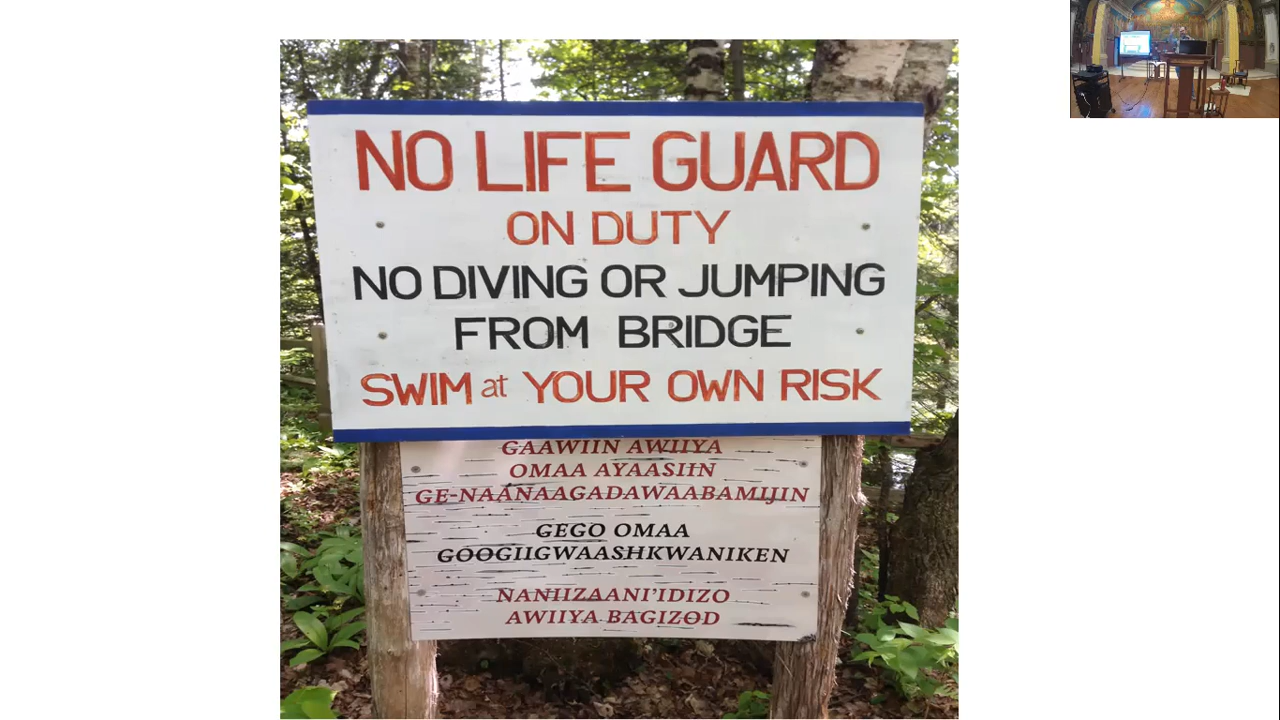 NO LIFE GUARD
ON DUTY
NO DIVING OR JUMPING
FROM BRIDGE
SWIM at YOUR OWN RISK
GAAWIIN AWIIYA
OMAA AYAASIIN
GE-NAANAAGADAWAABAMIJIN
GEGO OMAA
GOOGIIGWAASHKWANIKEN
NANIIZAANI'IDIZO
AWIIYA BAGIZOD